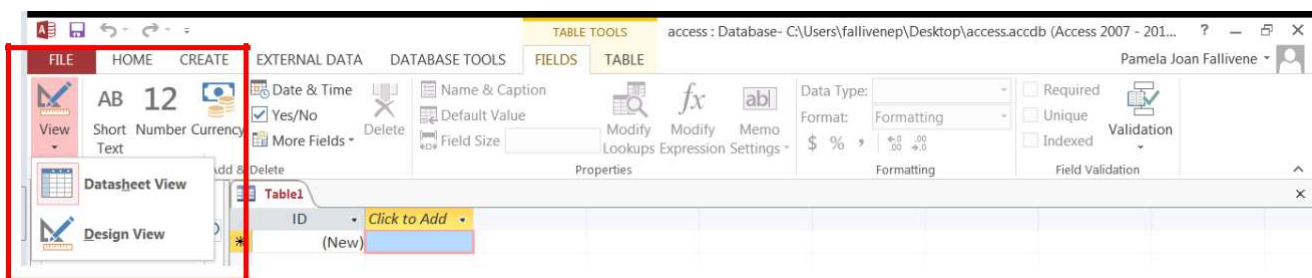 TABLE TOOLS access : Database- C:\Users\fallivenep\Desktop\access.accdb (Access 2007 - 201... ?
FILE HOME CREATE EXTERNAL DATA DATABASE TOOLS FIELDS TABLE Pamela Joan Fallivene
View
AB 12
Short Text Number Currency
Date & Time
Yes/No
More Fields
Delete
Name & Caption
Default Value
Field Size
Modify Lookups
fx
Modify Expression
ab
Memo Settings
Data Type:
Format: Formatting
$ % , .00 .00
Required
Unique
Indexed
Validation
Add & Delete Properties Formatting Field Validation
Datasheet View
Design View
Table1
ID Click to Add
* (New)